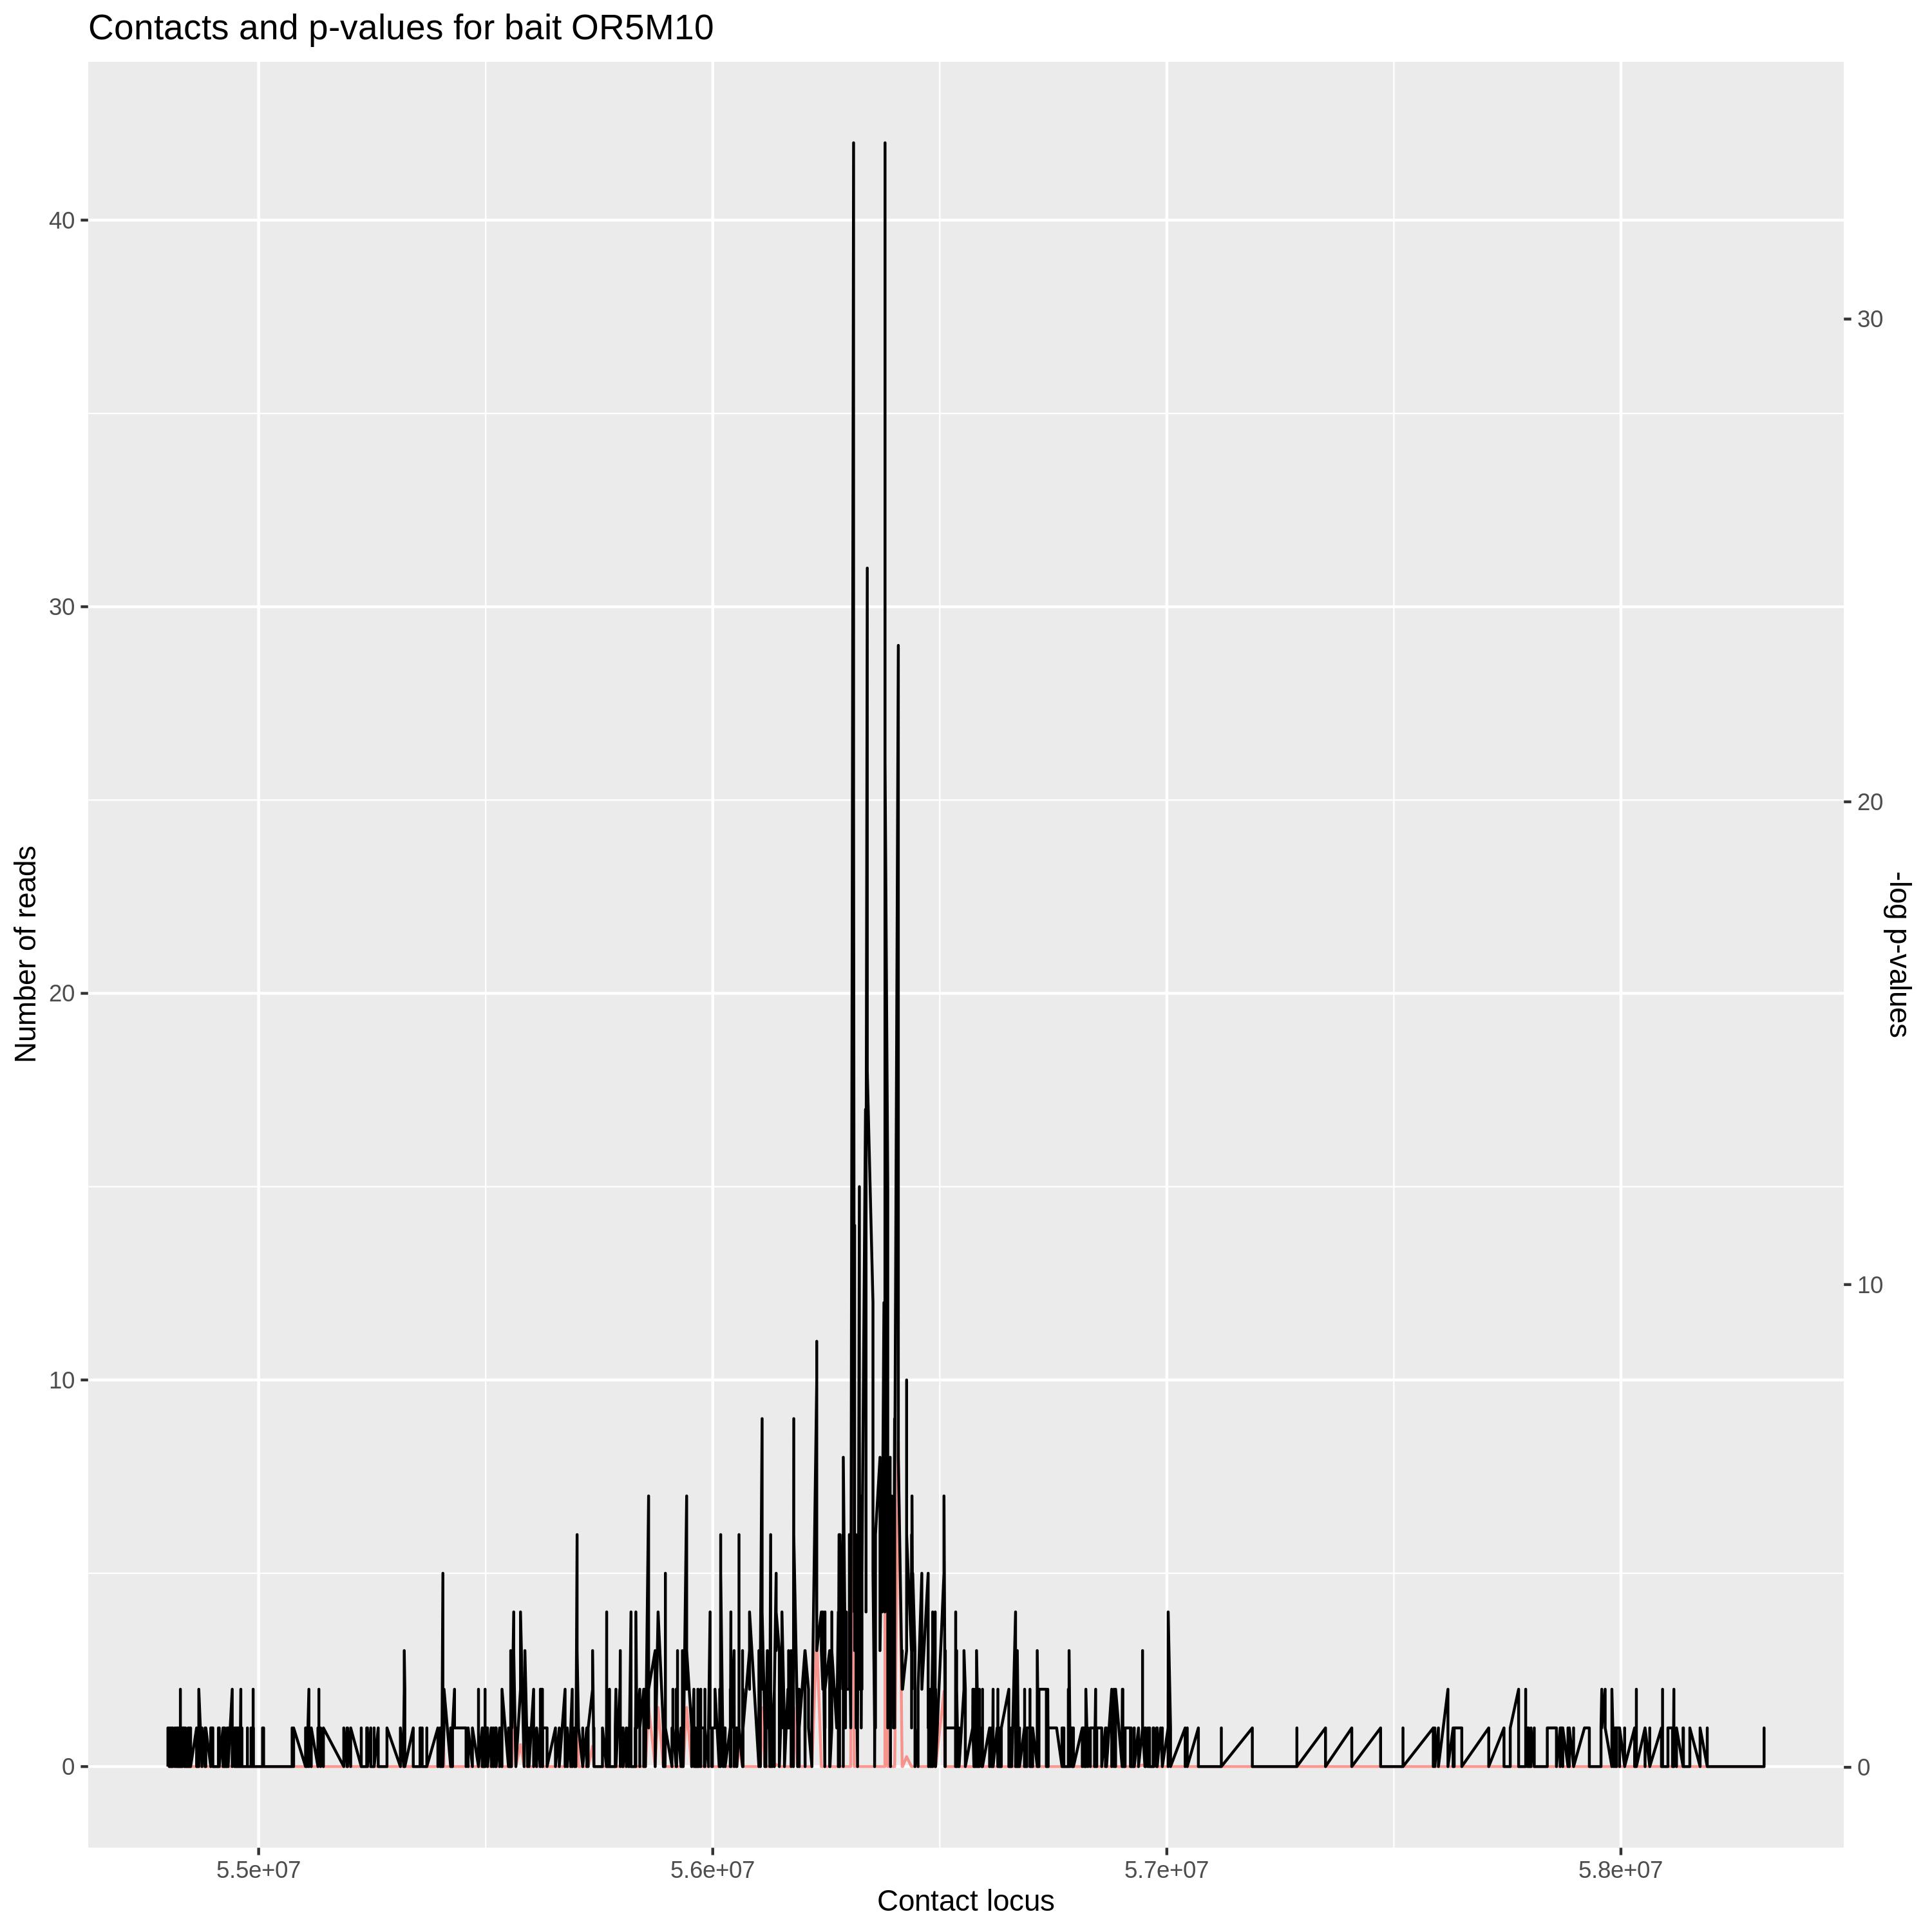 Contacts and p-values for bait OR5M10
Number of reads
40
30
20
10
0
30
20
10
0
-log p-values
5.5e+07 5.6e+07 5.7e+07 5.8e+07
Contact locus